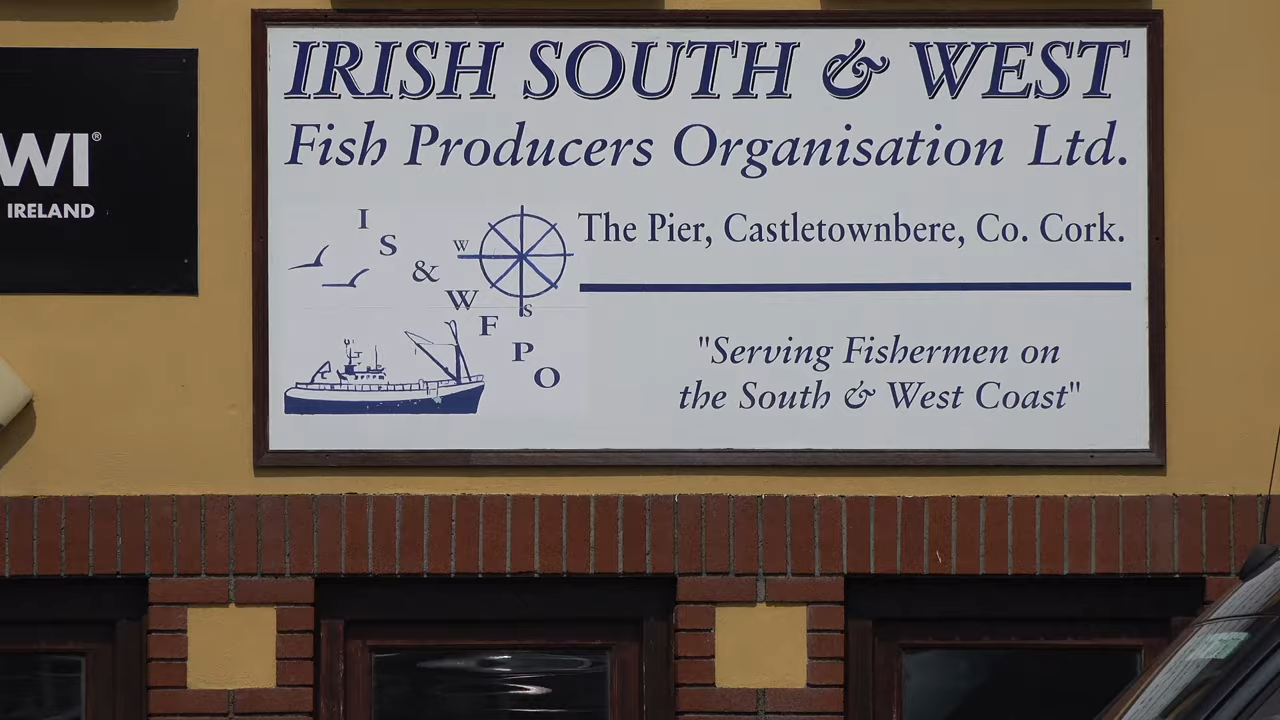 WI®
IRELAND
IRISH SOUTH & WEST
Fish Producers Organisation Ltd.
The Pier, Castletownbere, Co. Cork.
I
S
&
W
F
P
O
W
S
"Serving Fishermen on
the South & West Coast"